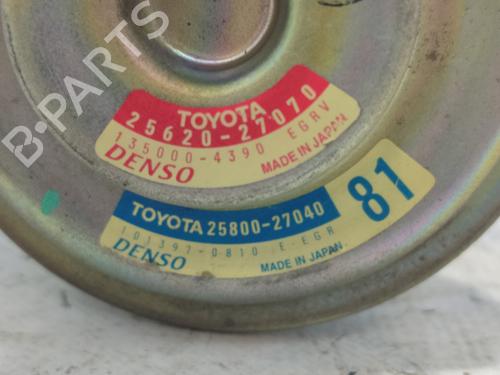 B-PARTS
TOYOTA
25620-27070
135000-4390 EGRV
DENSO MADE IN JAPAN
TOYOTA 25800-27040
101397-0810 E-EGR
DENSO MADE IN JAPAN
81